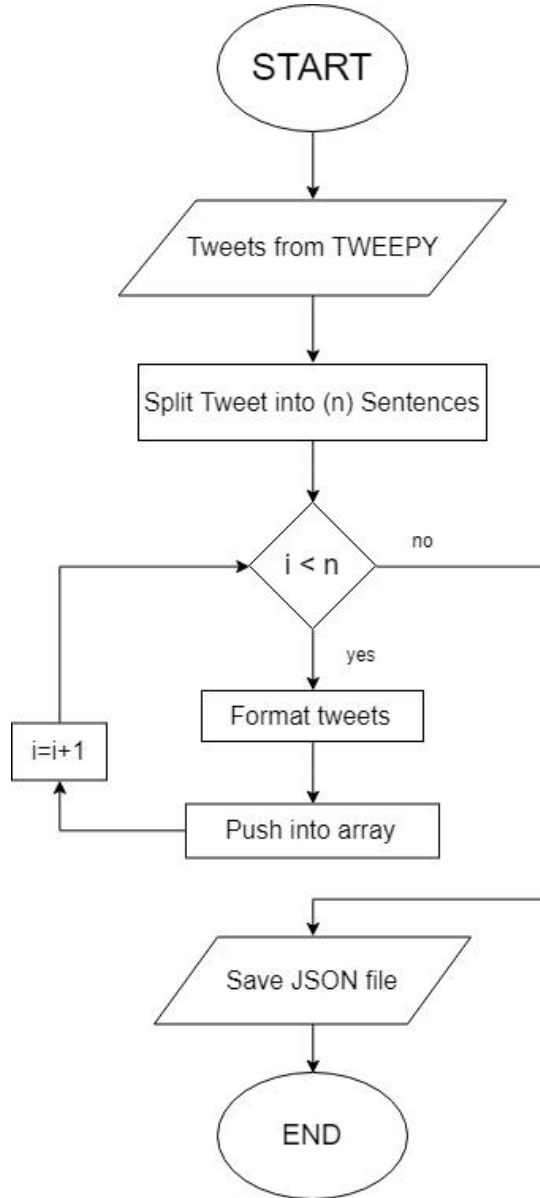 START
Tweets from TWEEPY
Split Tweet into (n) Sentences
i < n
no
yes
Format tweets
i=i+1
Push into array
Save JSON file
END